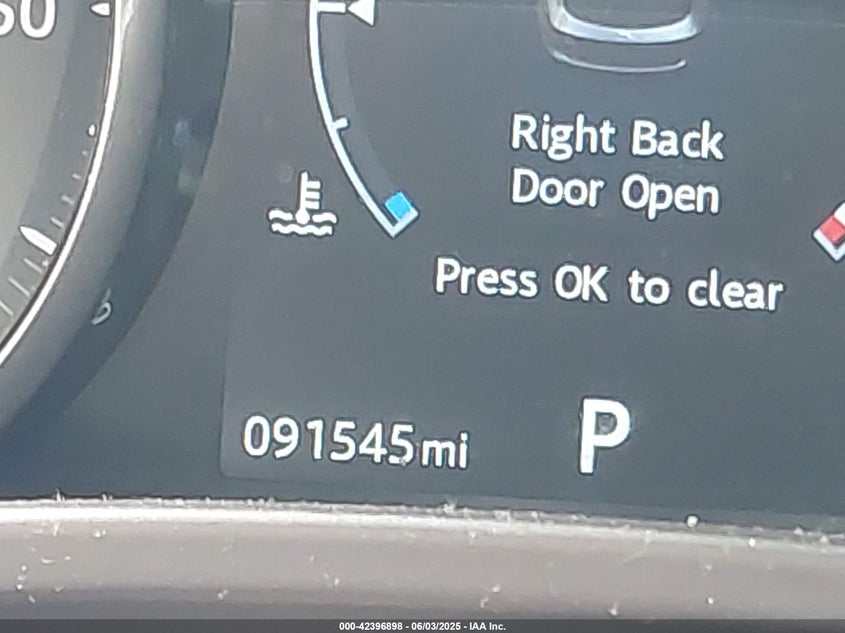 Right Back
Door Open
Press OK to clear
091545mi
P
000-42396898 - 06/03/2025 - IAA Inc.